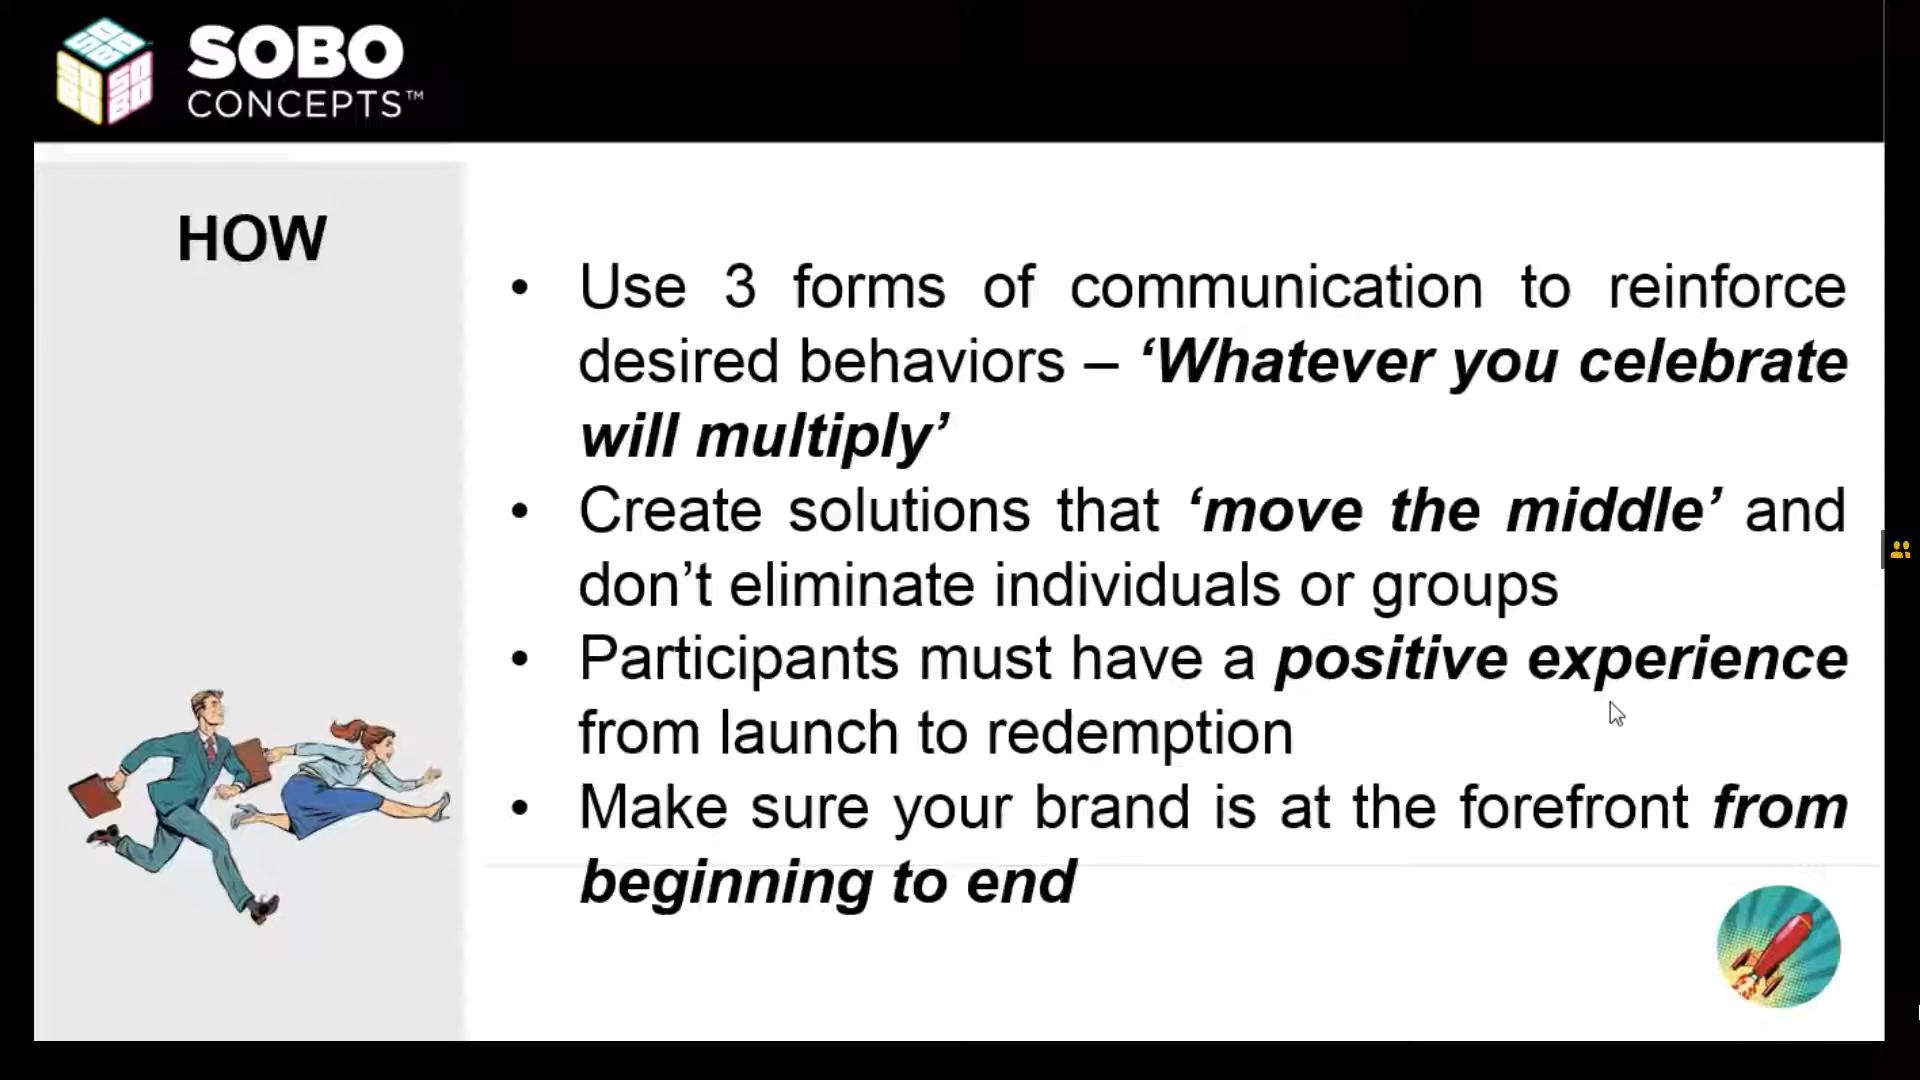 SOBO
CONCEPTS™
HOW
• Use 3 forms of communication to reinforce
desired behaviors – ‘Whatever you celebrate
will multiply’
• Create solutions that ‘move the middle’ and
don’t eliminate individuals or groups
• Participants must have a positive experience
from launch to redemption
• Make sure your brand is at the forefront from
beginning to end